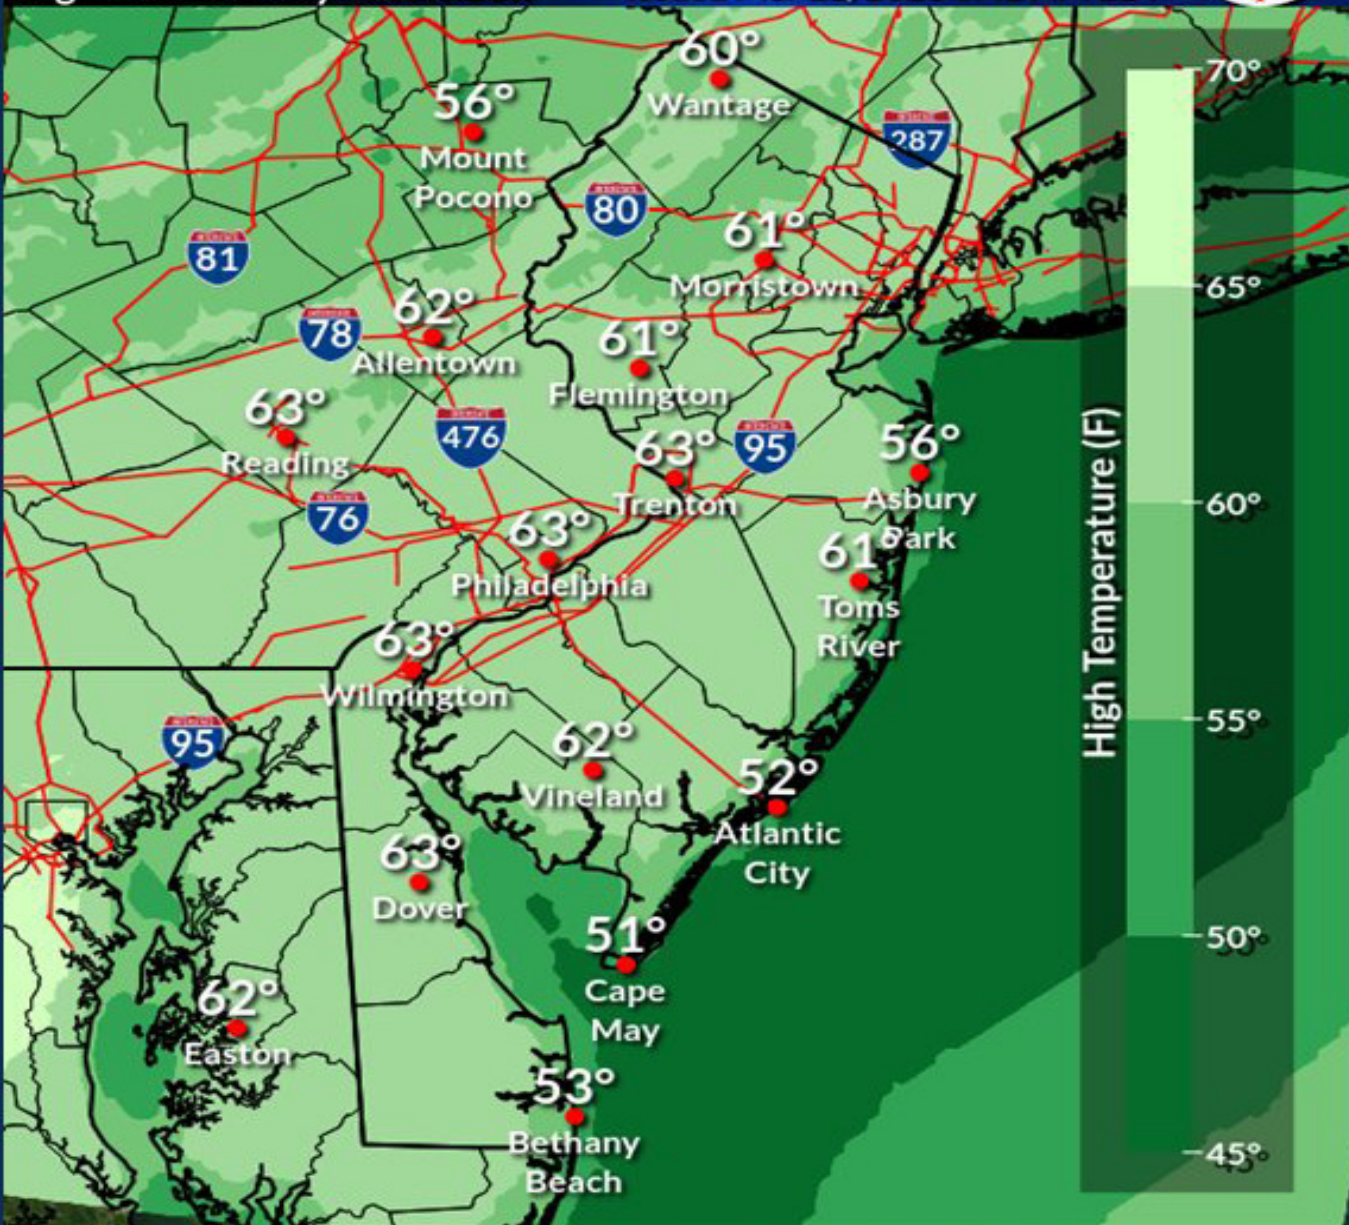 60°
Wantage
70°
56°
Mount
Pocono
287
80
61°
Morristown
81
65°
62°
Allentown
78
61°
Flemington
63°
Reading
476
63°
Trenton
95
56°
Asbury
Park
76
60°
63°
Philadelphia
61°
Toms
River
High Temperature (F)
63°
Wilmington
95
55°
62°
Vineland
52°
Atlantic
City
63°
Dover
50°
51°
Cape
May
62°
Easton
53°
Bethany
Beach
45°